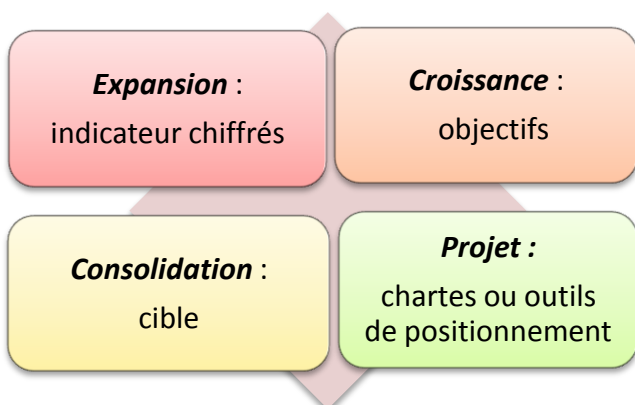 Expansion :
indicateur chiffrés
Croissance :
objectifs
Consolidation :
cible
Projet :
chartes ou outils
de positionnement